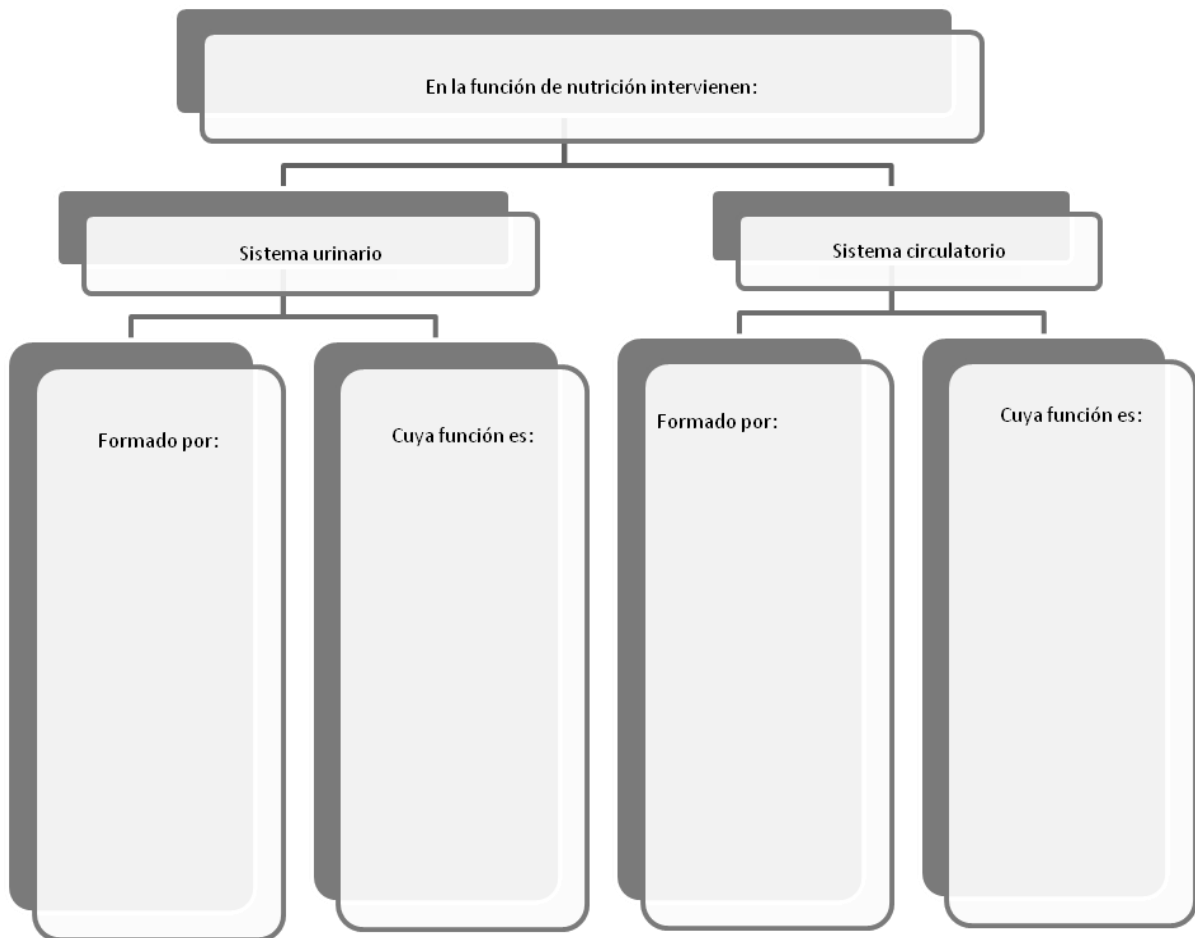 En la función de nutrición intervienen:
Sistema urinario
Sistema circulatorio
Formado por:
Cuya función es:
Formado por:
Cuya función es: